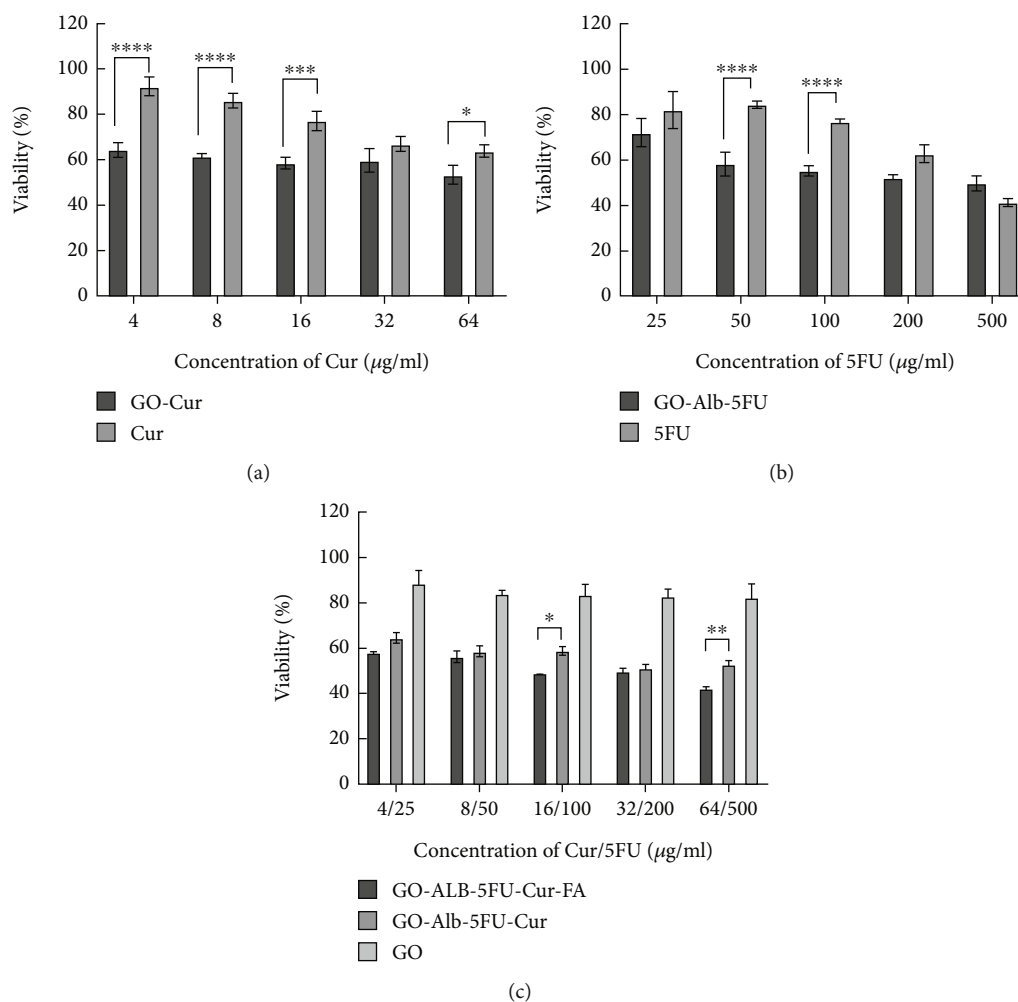 120
100
80
60
40
20
0
Viability (%)
****
****
***
*
4 8 16 32 64
Concentration of Cur (μg/ml)
GO-Cur
Cur
(a)
120
100
80
60
40
20
0
Viability (%)
****
****
25 50 100 200 500
Concentration of 5FU (μg/ml)
GO-Alb-5FU
5FU
(b)
120
100
80
60
40
20
0
Viability (%)
*
**
4/25 8/50 16/100 32/200 64/500
Concentration of Cur/5FU (μg/ml)
GO-ALB-5FU-Cur-FA
GO-Alb-5FU-Cur
GO
(c)